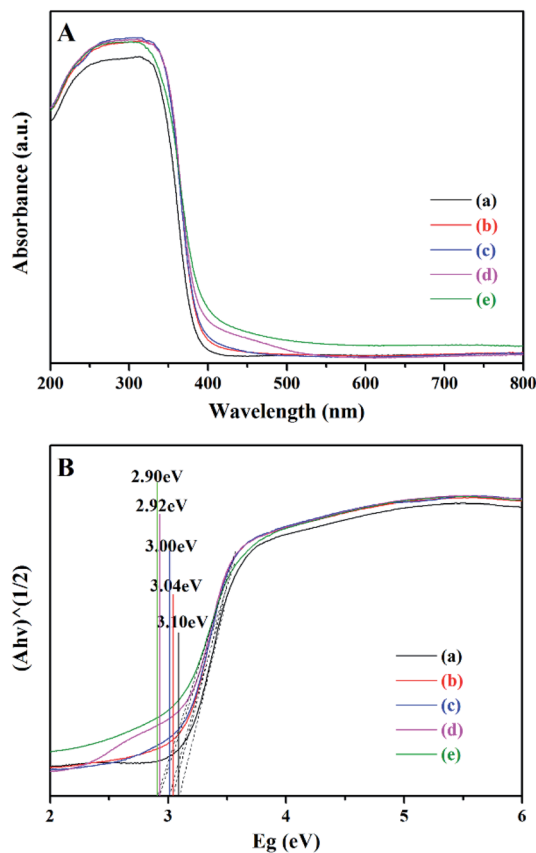 A
Absorbance (a.u.)
(a)
(b)
(c)
(d)
(e)
200 300 400 500 600 700 800
Wavelength (nm)
B
2.90eV
2.92eV
3.00eV
3.04eV
3.10eV
(Ahv)^(1/2)
(a)
(b)
(c)
(d)
(e)
2 3 4 5 6
Eg (eV)